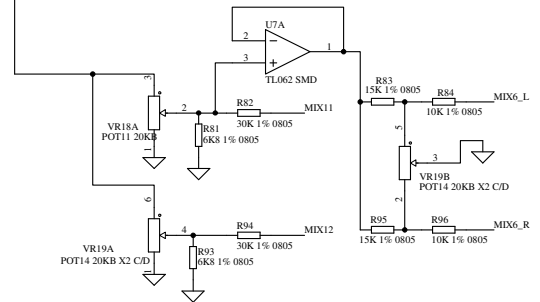 U7A
2
1
3
TL062 SMD
R83
15K 1% 0805
R84
10K 1% 0805
MIX6_L
3
2
R82
30K 1% 0805
MIX11
VR18A
POT11 20KB
1
R81
6K8 1% 0805
5
3
VR19B
POT14 20KB X2 C/D
2
6
4
R94
30K 1% 0805
MIX12
VR19A
POT14 20KB X2 C/D
1
R93
6K8 1% 0805
R95
15K 1% 0805
R96
10K 1% 0805
MIX6_R